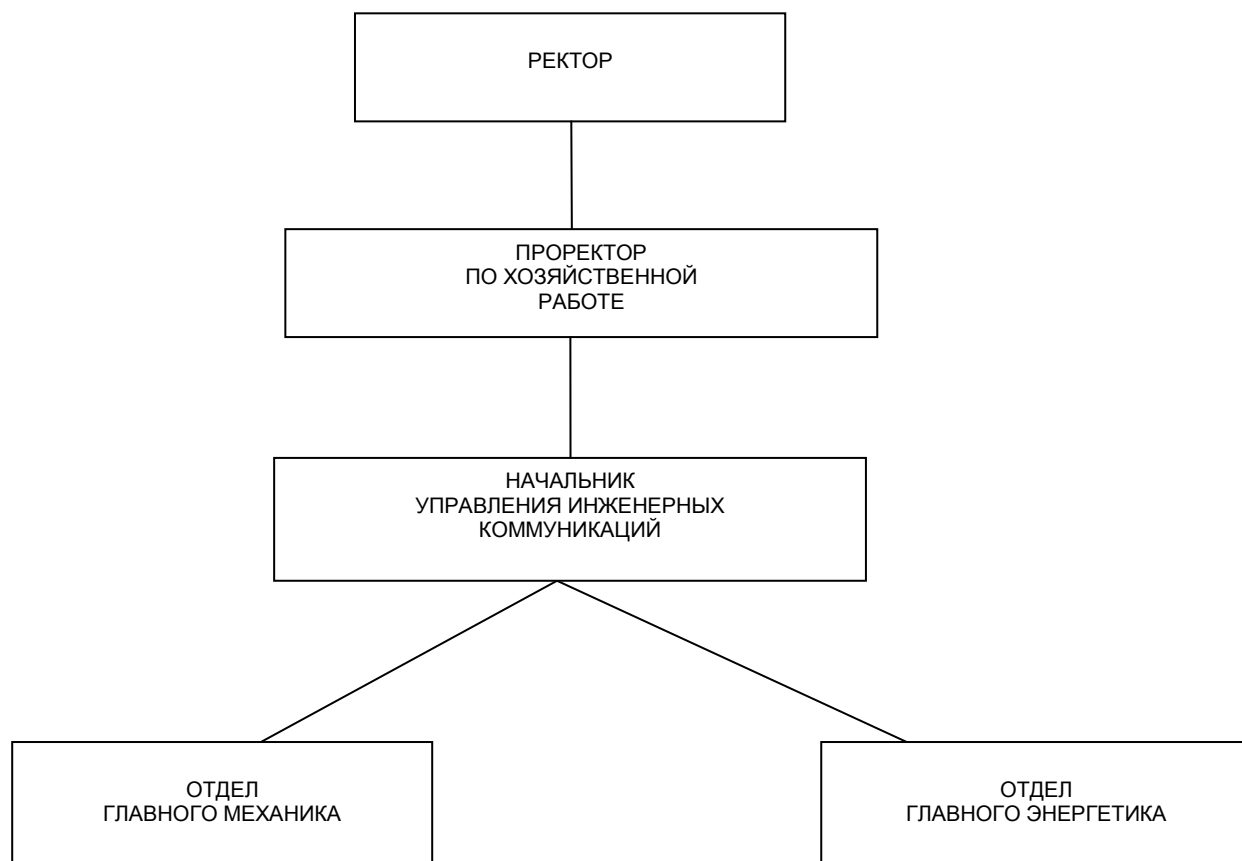 РЕКТОР
ПРОРЕКТОР
ПО ХОЗЯЙСТВЕННОЙ
РАБОТЕ
НАЧАЛЬНИК
УПРАВЛЕНИЯ ИНЖЕНЕРНЫХ
КОММУНИКАЦИЙ
ОТДЕЛ
ГЛАВНОГО МЕХАНИКА
ОТДЕЛ
ГЛАВНОГО ЭНЕРГЕТИКА